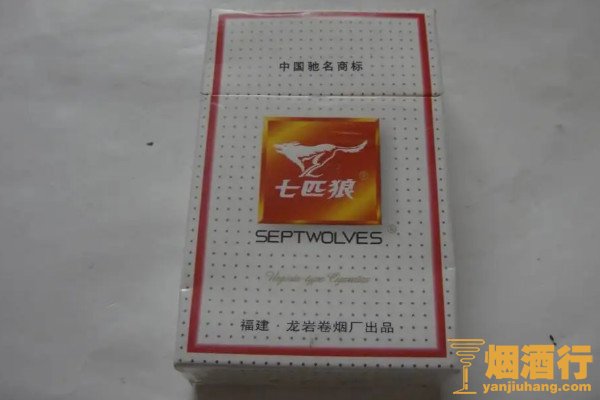 中国驰名商标
七匹狼®
SEPTWOLVES®
福建·龙岩卷烟厂出品
烟酒行
yanjiuhang.com